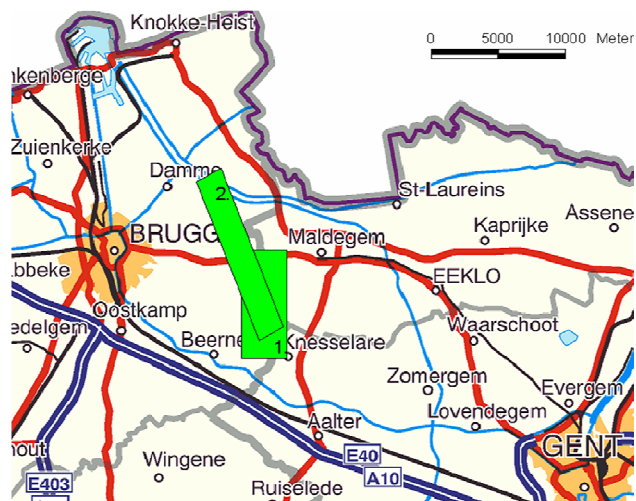 Knokke-Heist
0 5000 10000 Meter
nkenberge
Zuienkerke
Damme
2.
St-Laureins
Assene
BRUGG
Maldegem
Kaprijke
abbeke
EEKLO
Oostkamp
edelgem
Beerne
1.
Knesselare
Waarschoot
Zomergem
Evergem
Lovendegem
Aalter
GENT
hout
E40
Wingene
A10
E403
Ruiselede